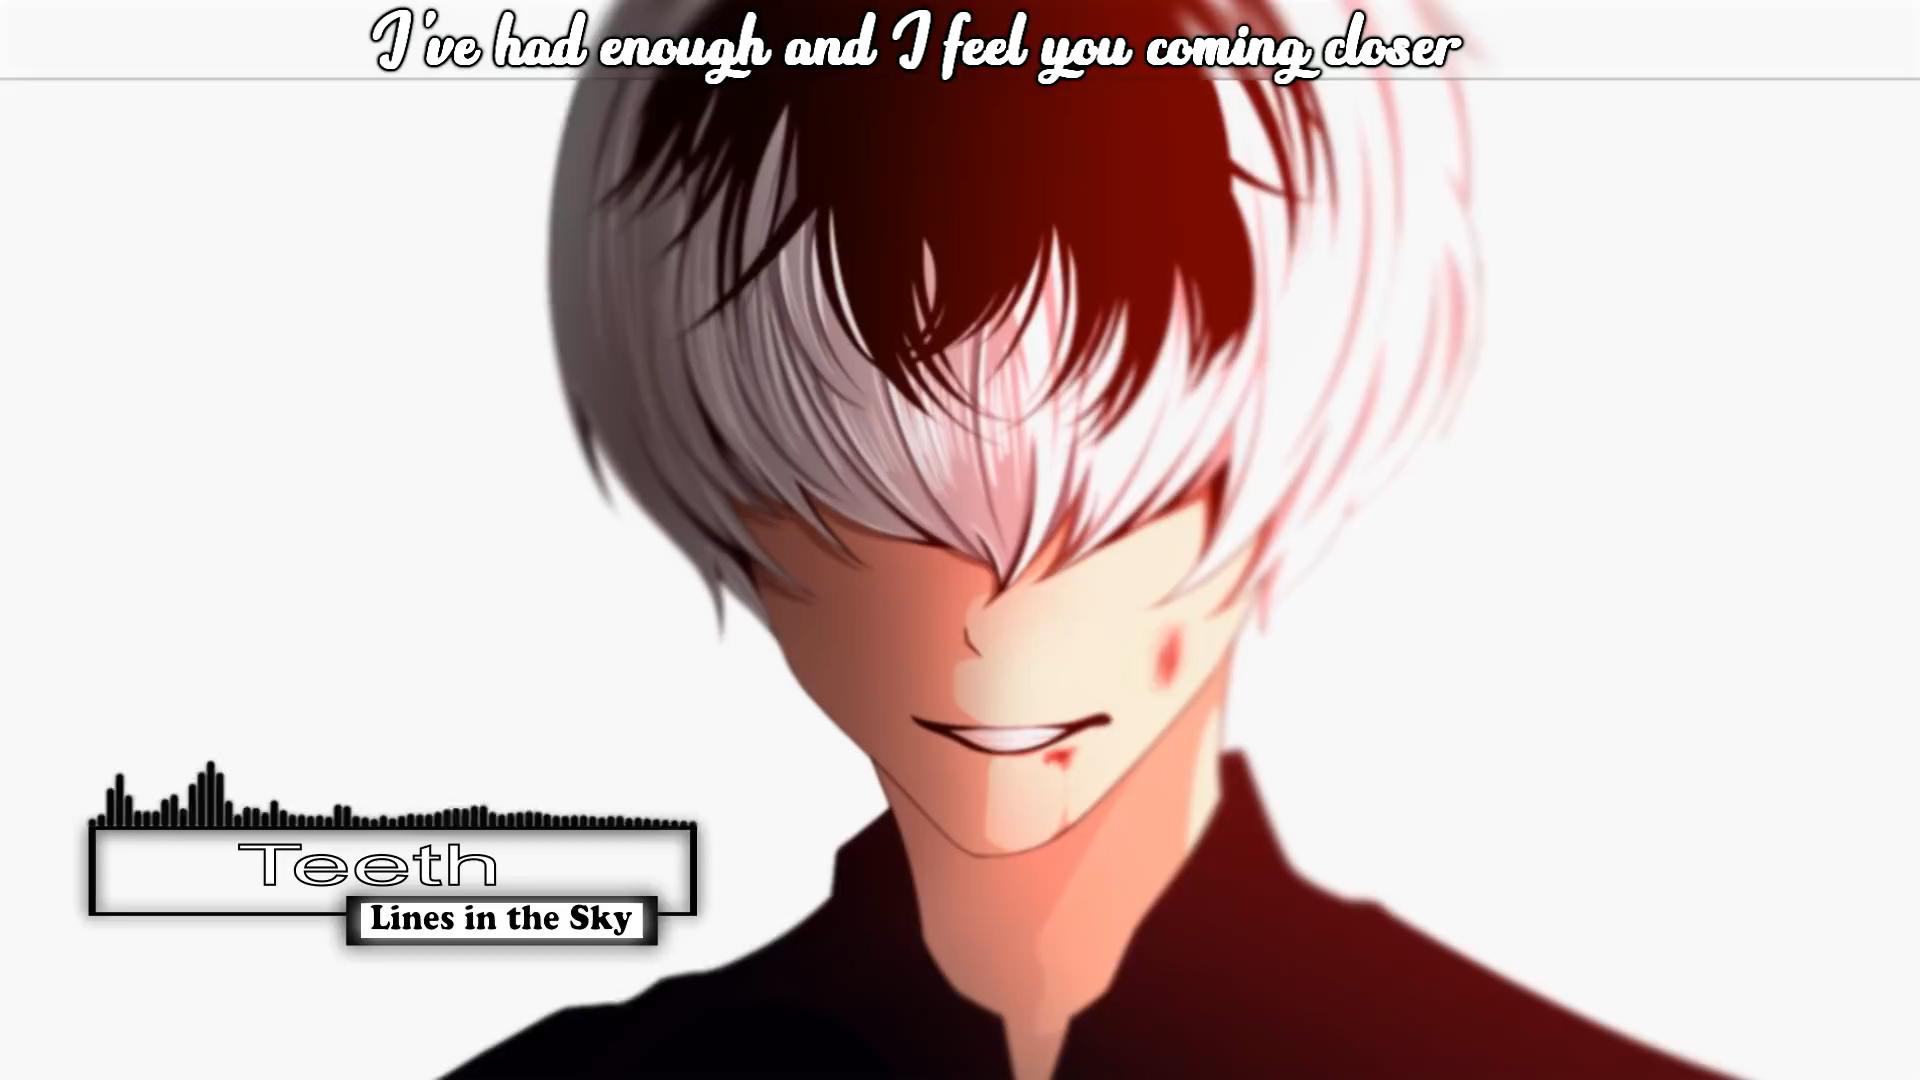 I've had enough and I feel you coming closer
Teeth
Lines in the Sky